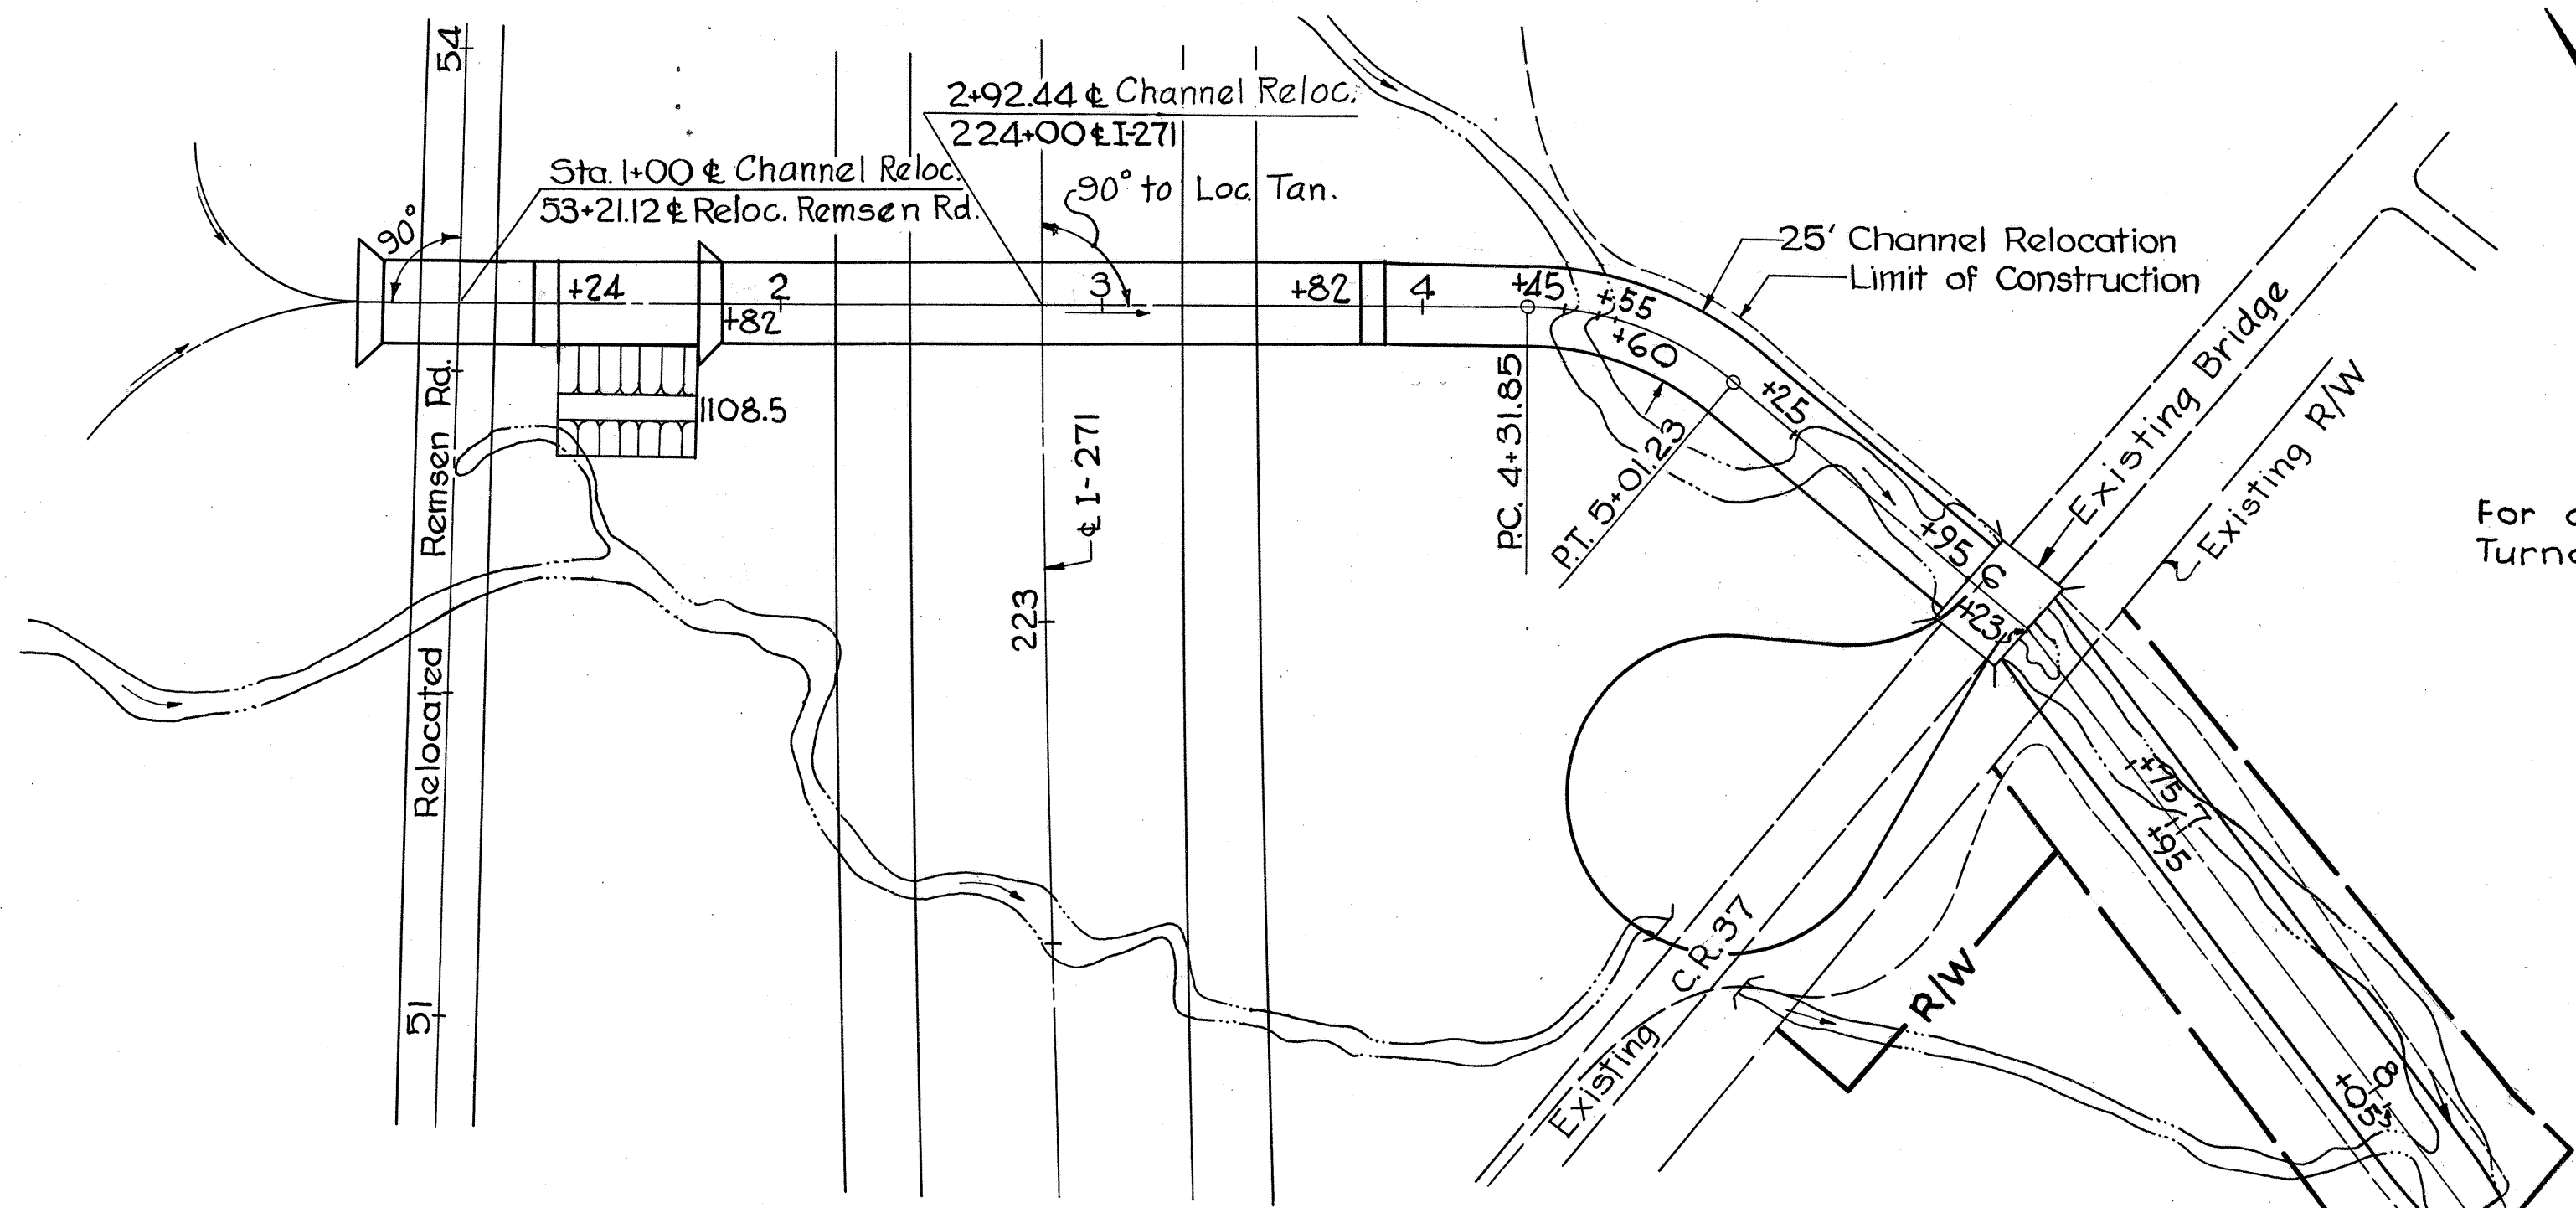 54
2+92.44 ℄ Channel Reloc.
224+00 ℄ I-271
Sta. 1+00 ℄ Channel Reloc.
53+21.12 ℄ Reloc. Remsen Rd.
90° to Loc. Tan.
90°
25' Channel Relocation
Limit of Construction
+24
2
+82
3
+82
4
+45
+55
+60
+25
+95
6
+23
1108.5
P.C. 4+31.85
P.T. 5+01.23
℄ I-271
223
Existing Bridge
Existing R/W
For
Relocated Remsen Rd.
51
+75
7
+95
Existing C.R. 37
R/W
8
+05